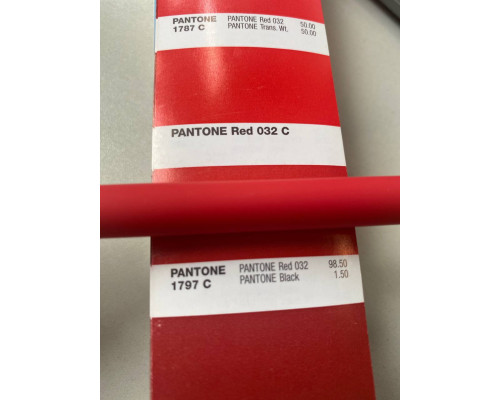 PANTONE PANTONE Red 032 50.00
1787 C PANTONE Trans. Wt. 50.00
PANTONE Red 032 C
PANTONE PANTONE Red 032 98.50
1797 C PANTONE Black 1.50